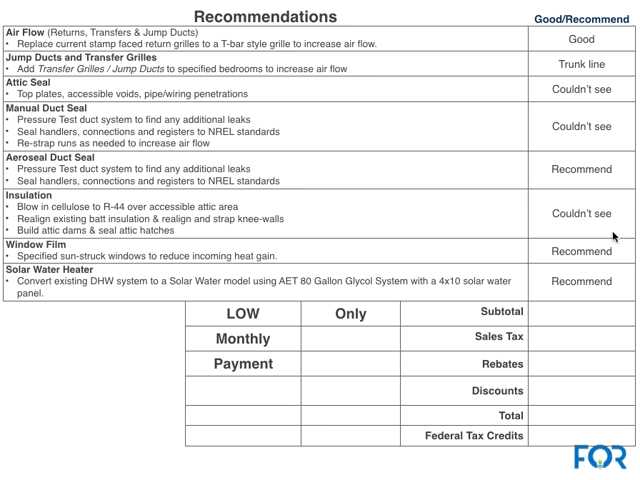 Recommendations
Good/Recommend
Air Flow (Returns, Transfers & Jump Ducts)
• Replace current stamp faced return grilles to a T-bar style grille to increase air flow.
Good
Jump Ducts and Transfer Grilles
• Add Transfer Grilles / Jump Ducts to specified bedrooms to increase air flow
Trunk line
Attic Seal
• Top plates, accessible voids, pipe/wiring penetrations
Couldn't see
Manual Duct Seal
• Pressure Test duct system to find any additional leaks
• Seal handlers, connections and registers to NREL standards
• Re-strap runs as needed to increase air flow
Couldn't see
Aeroseal Duct Seal
• Pressure Test duct system to find any additional leaks
• Seal handlers, connections and registers to NREL standards
Recommend
Insulation
• Blow in cellulose to R-44 over accessible attic area
• Realign existing batt insulation & realign and strap knee-walls
• Build attic dams & seal attic hatches
Couldn't see
Window Film
• Specified sun-struck windows to reduce incoming heat gain.
Recommend
Solar Water Heater
• Convert existing DHW system to a Solar Water model using AET 80 Gallon Glycol System with a 4x10 solar water
panel.
Recommend
LOW Only Subtotal
Monthly Sales Tax
Payment Rebates
Discounts
Total
Federal Tax Credits
FOR